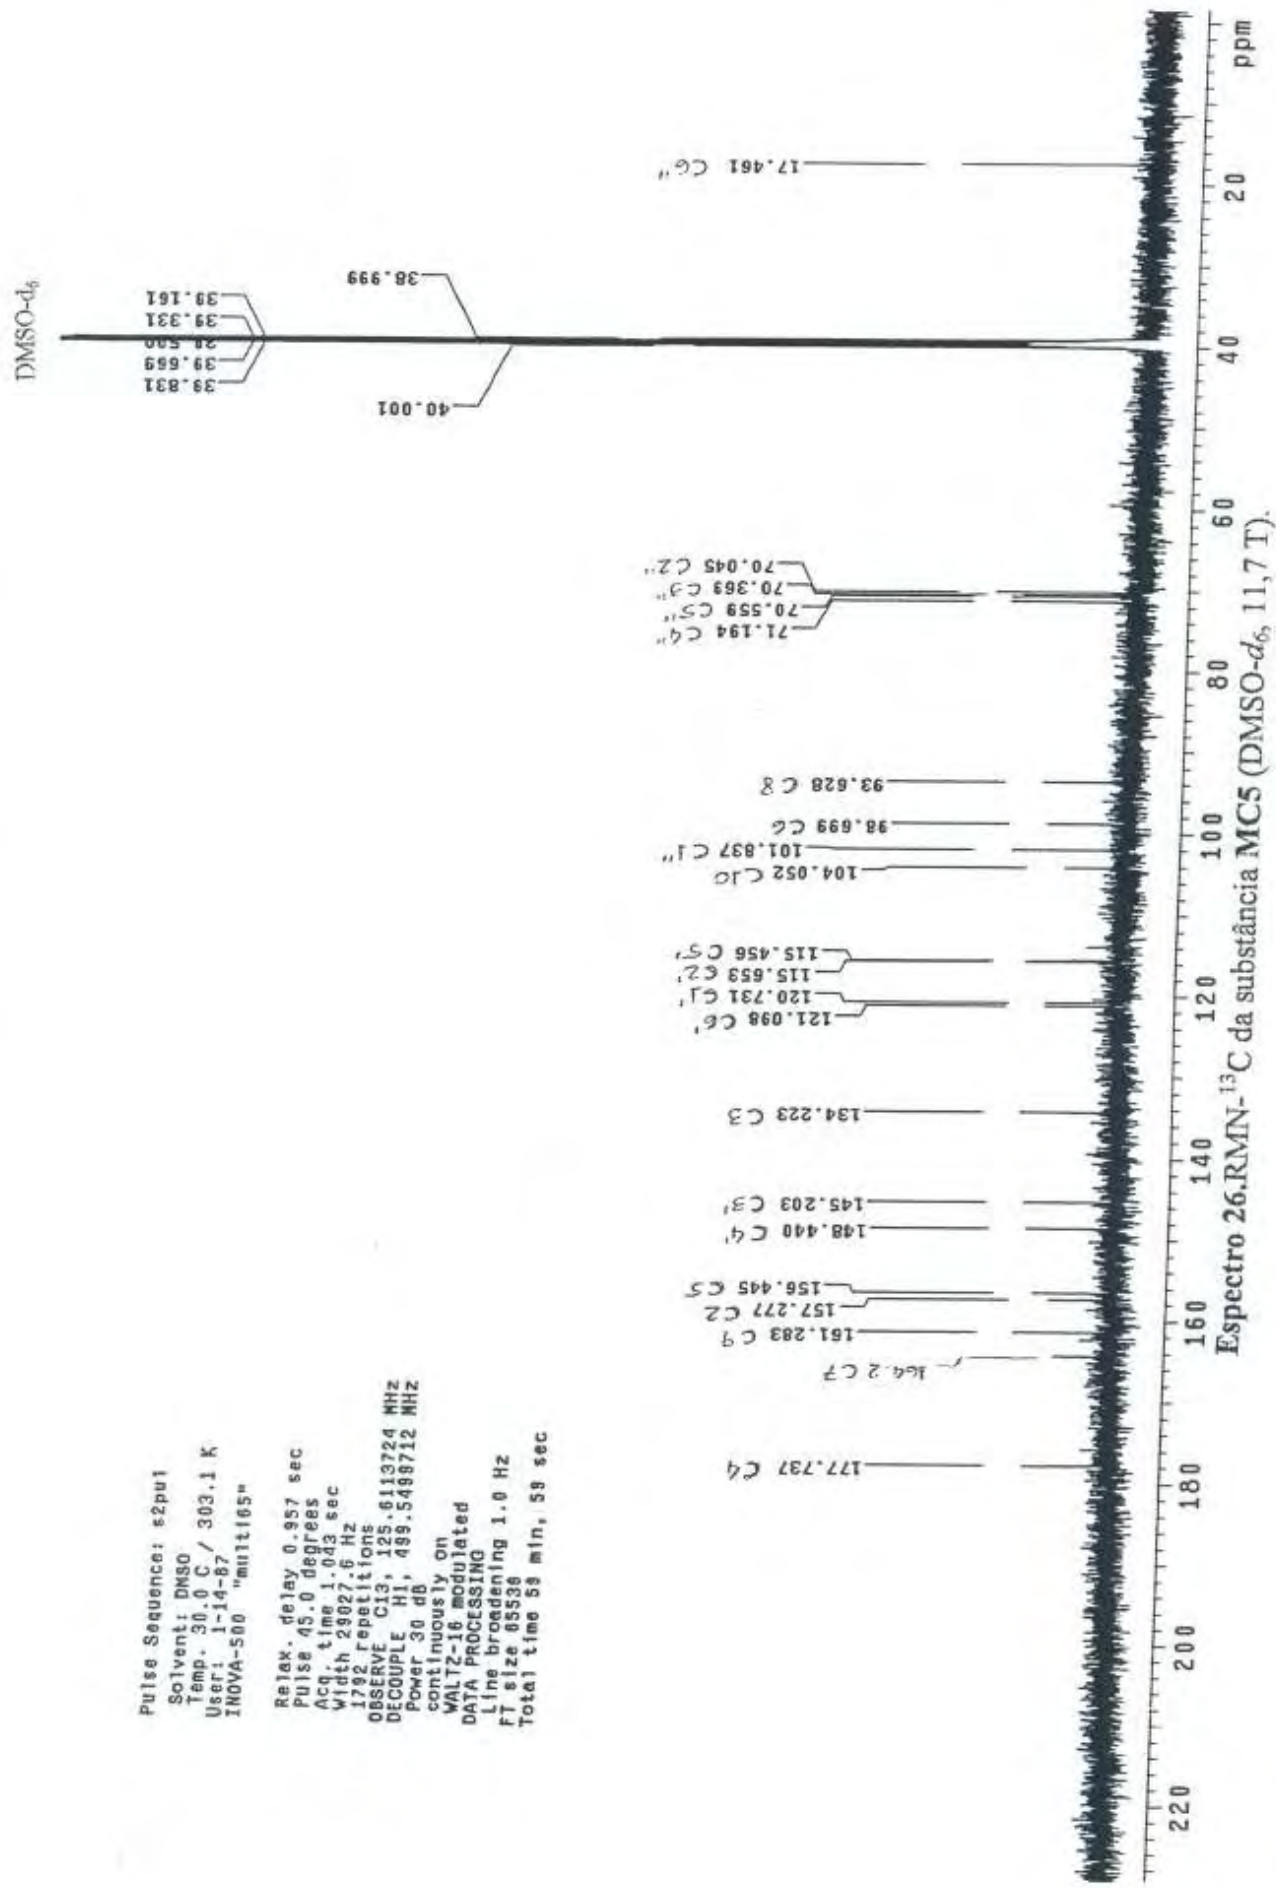 DMSO-d6
Pulse Sequence: s2pul
Solvent: DMSO
Temp. 30.0 C / 303.1 K
User: 1-14-87
INOVA-500 "multi65"
Relax. delay 0.957 sec
Pulse 45.0 degrees
Acq. time 1.043 sec
Width 29027.6 Hz
1792 repetitions
OBSERVE C13, 125.6113724 MHz
DECOUPLE H1, 499.5499712 MHz
Power 30 dB
continuously on
WALTZ-16 modulated
DATA PROCESSING
Line broadening 1.0 Hz
FT size 65536
Total time 59 min, 59 sec
177.737 C4
164.2 C7
161.283 C9
157.277 C2
156.445 C5
148.440 C4'
145.203 C3'
134.223 C3
121.098 C6'
120.731 C1'
115.653 C2'
115.456 C5'
104.052 C10
101.837 C1"
98.699 C6
93.628 C8
71.194 C4"
70.559 C5"
70.369 C3"
70.045 C2"
40.001
39.831
39.669
39.331
39.161
38.999
17.461 C6"
220 200 180 160 140 120 100 80 60 40 20 ppm
Espectro 26.RMN-13C da substância MC5 (DMSO-d6, 11,7 T).